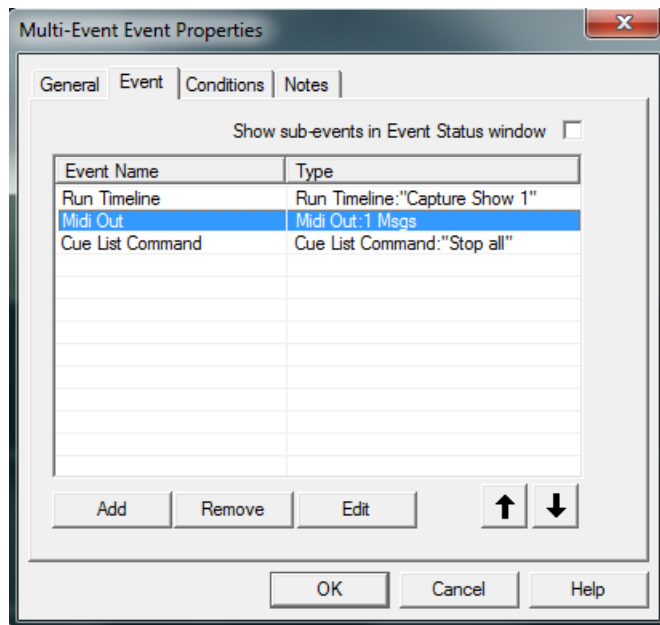 Multi-Event Event Properties
General Event Conditions Notes
Show sub-events in Event Status window
Event Name Type
Run Timeline Run Timeline:"Capture Show 1"
Midi Out Midi Out:1 Msgs
Cue List Command Cue List Command:"Stop all"
Add Remove Edit
OK Cancel Help